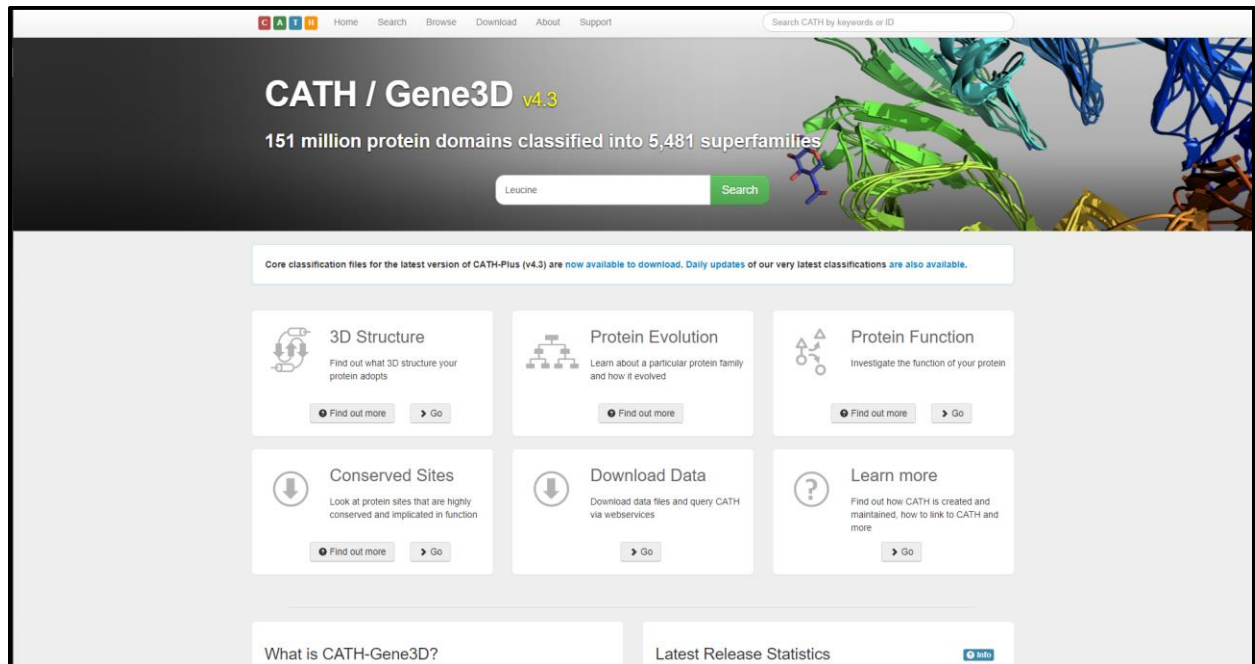 C A T H Home Search Browse Download About Support Search CATH by keywords or ID
CATH / Gene3D v4.3
151 million protein domains classified into 5,481 superfamilies
Leucine Search
Core classification files for the latest version of CATH-Plus (v4.3) are now available to download. Daily updates of our very latest classifications are also available.
3D Structure
Find out what 3D structure your
protein adopts
Find out more Go
Protein Evolution
Learn about a particular protein family
and how it evolved
Find out more
Protein Function
Investigate the function of your protein
Find out more Go
Conserved Sites
Look at protein sites that are highly
conserved and implicated in function
Find out more Go
Download Data
Download data files and query CATH
via webservices
Go
Learn more
Find out how CATH is created and
maintained, how to link to CATH and
more
Go
What is CATH-Gene3D?
Latest Release Statistics Info